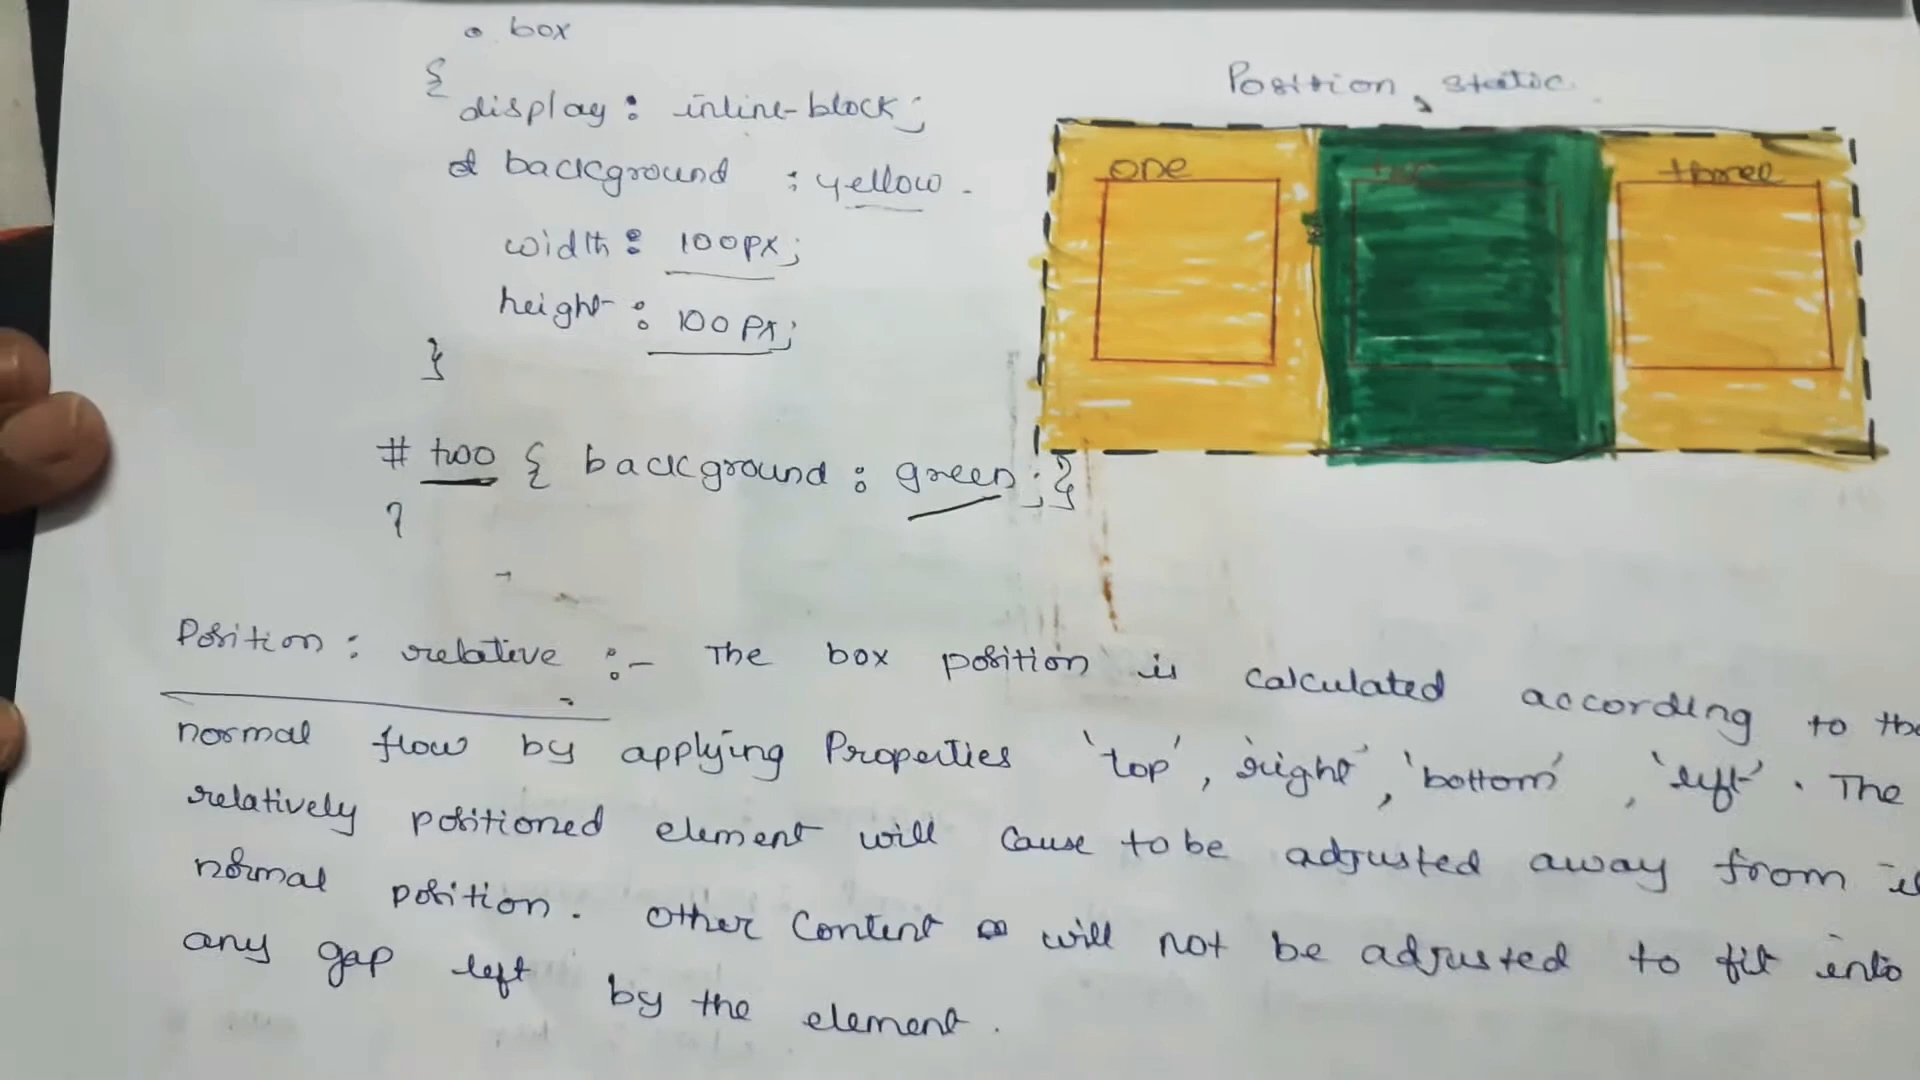 . box
{
display : inline-block;
background : yellow.
width : 100px;
height : 100px;
}
# two { background : green ; }
Position, static
one
three
Position : relative :- The box position is calculated according to the
normal flow by applying Properties 'top', 'right', 'bottom', 'left'. The
relatively positioned element will cause to be adjusted away from
normal position. Other Content will not be adjusted to fit into
any gap left by the element.